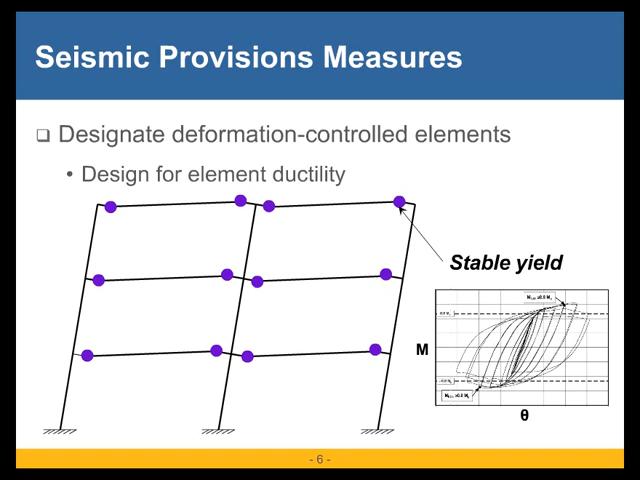 Seismic Provisions Measures
Designate deformation-controlled elements
• Design for element ductility
Stable yield
M
θ
- 6 -